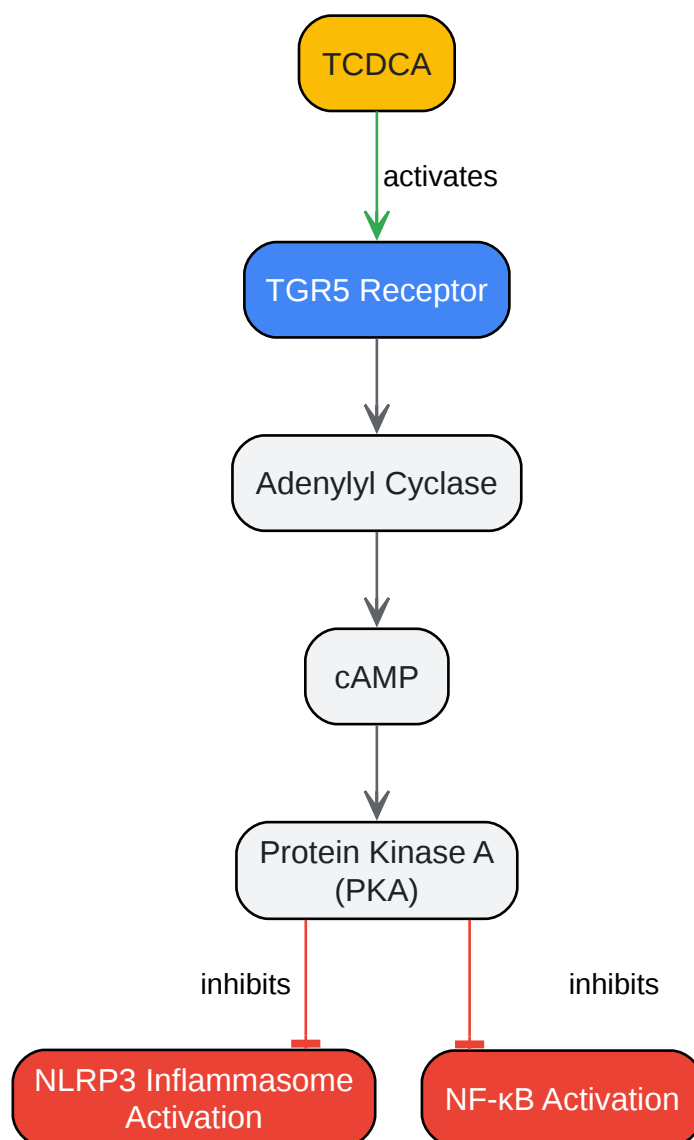 TCDCA
activates
TGR5 Receptor
Adenylyl Cyclase
cAMP
Protein Kinase A
(PKA)
inhibits
inhibits
NLRP3 Inflammasome
Activation
NF-κB Activation